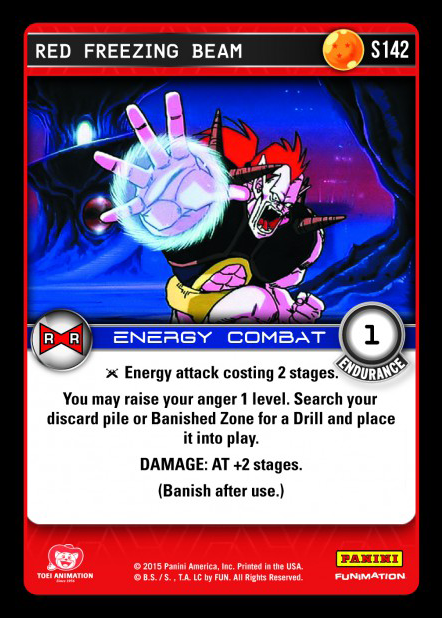 RED FREEZING BEAM
S142
R R
ENERGY COMBAT
1
ENDURANCE
Energy attack costing 2 stages.
You may raise your anger 1 level. Search your
discard pile or Banished Zone for a Drill and place
it into play.
DAMAGE: AT +2 stages.
(Banish after use.)
TOEI ANIMATION
Since 1956
© 2015 Panini America, Inc. Printed in the USA.
© B.S. / S. , T.A. LC by FUN. All Rights Reserved.
PANINI
FUNIMATION